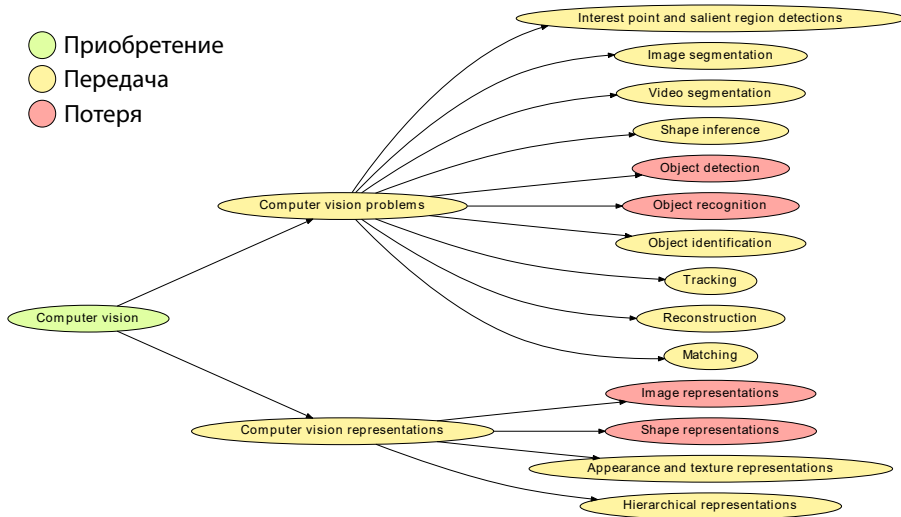 Приобретение
Передача
Потеря
Interest point and salient region detections
Image segmentation
Video segmentation
Shape inference
Object detection
Computer vision problems
Object recognition
Object identification
Tracking
Computer vision
Reconstruction
Matching
Image representations
Computer vision representations
Shape representations
Appearance and texture representations
Hierarchical representations